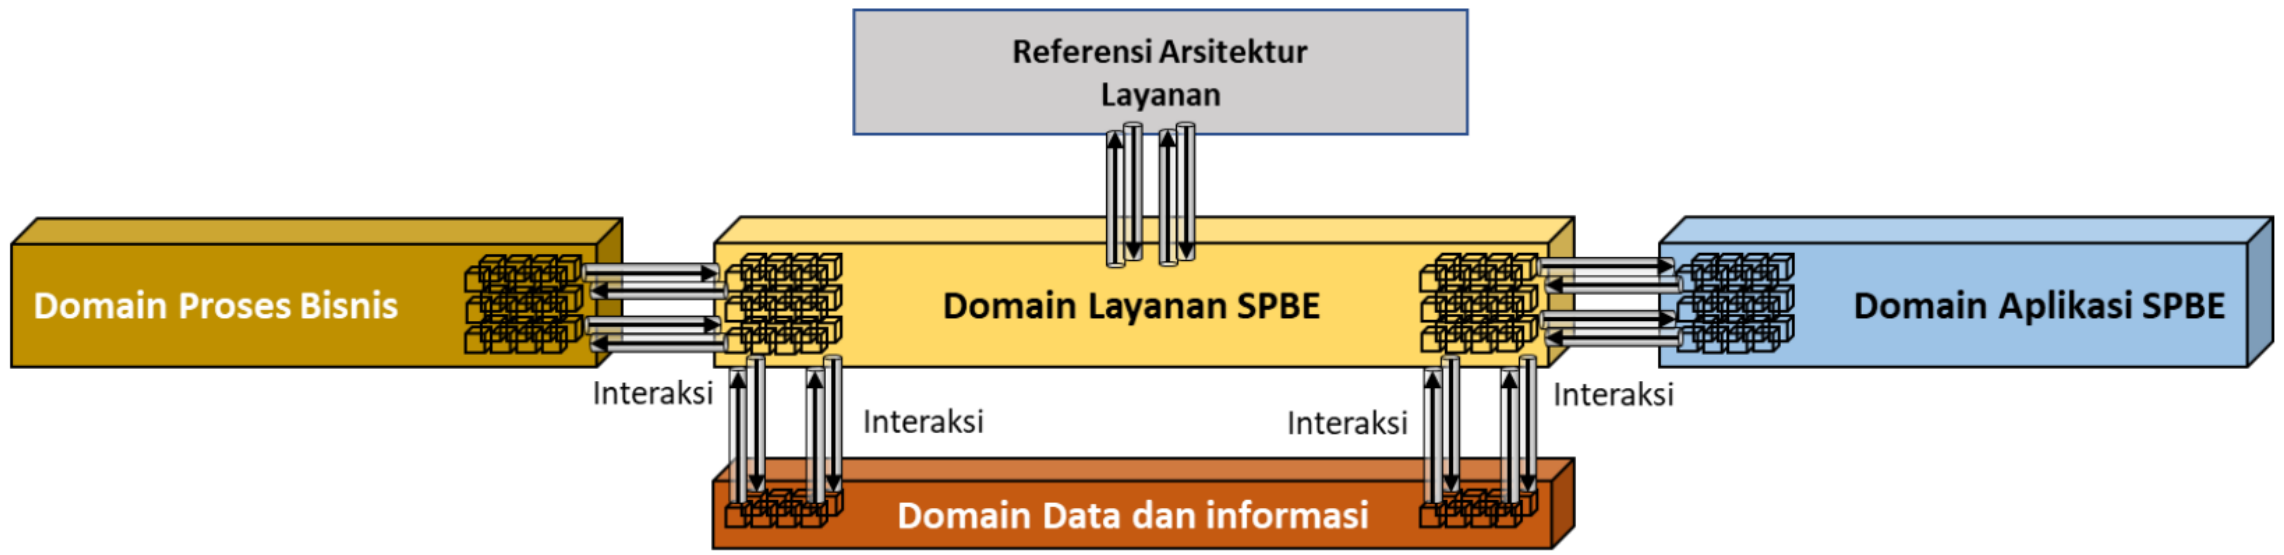 Referensi Arsitektur
Layanan
Domain Proses Bisnis
Domain Layanan SPBE
Domain Aplikasi SPBE
Interaksi
Interaksi
Interaksi
Interaksi
Domain Data dan informasi